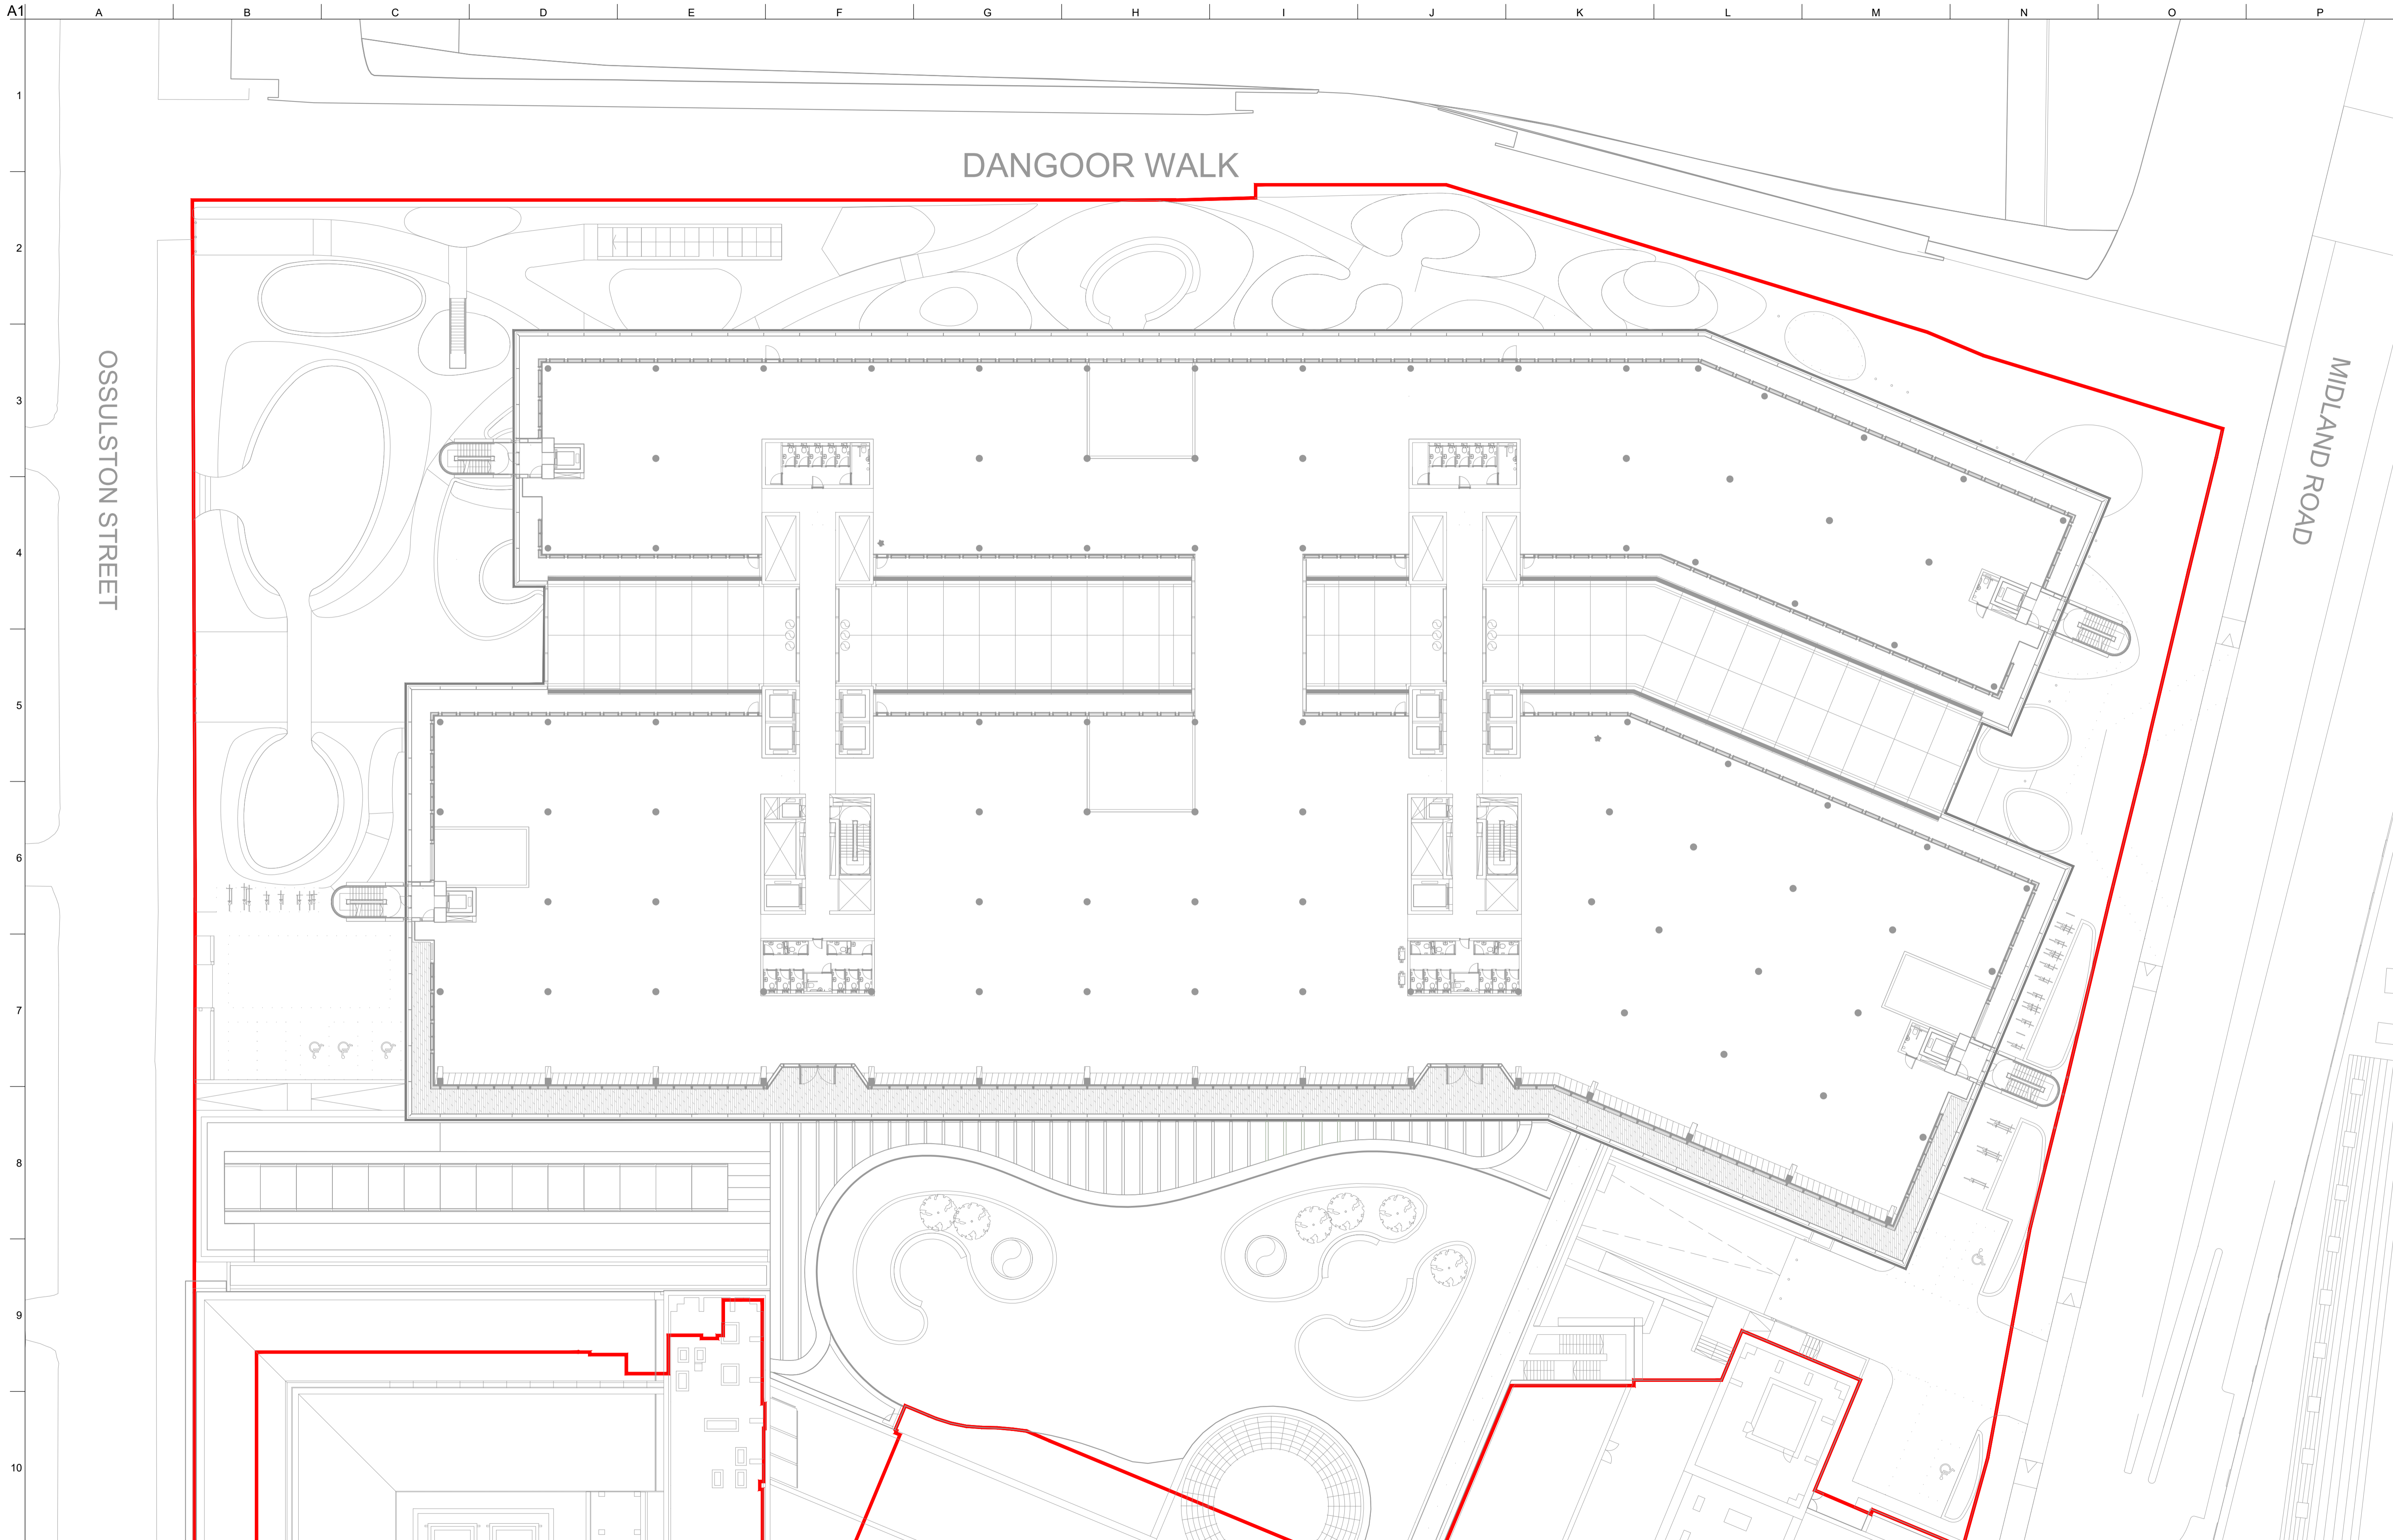 A1
A B C D E F G H I J K L M N O P
1
DANGOOR WALK
2
OSSULSTON STREET
MIDLAND ROAD
3
4
5
6
7
8
9
10